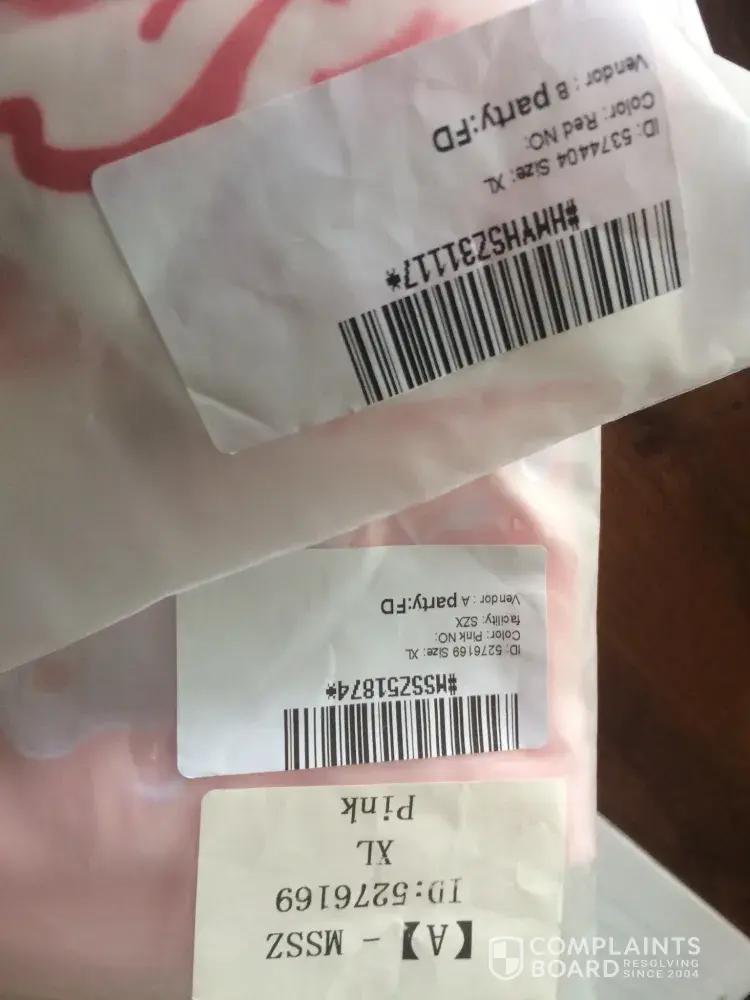 #HMYHSZ31117*
ID: 5374404 Size: XL
Color: Red NO:
Vendor : B party:FD
#MSSZ51874*
ID: 5276169 Size: XL
Color: Pink NO:
facility: SZX
Vendor : A party:FD
【A】 - MSSZ
ID:5276169
XL
Pink
COMPLAINTS
BOARD RESOLVING
SINCE 2004